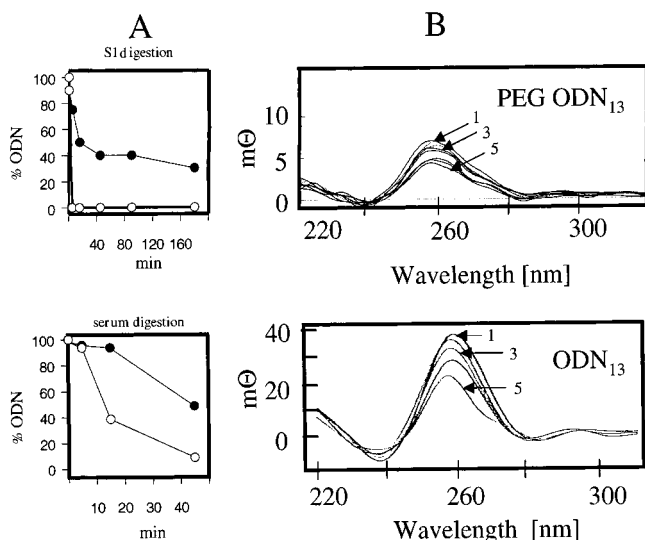 A
S1digestion
100
80
60
40
20
0
% ODN
40 80 120 160
min
B
PEG ODN13
1
3
5
10
5
0
mΘ
220 260 300
Wavelength [nm]
serum digestion
100
80
60
40
20
0
% ODN
10 20 30 40
min
ODN13
1
3
5
40
20
0
mΘ
220 260 300
Wavelength [nm]